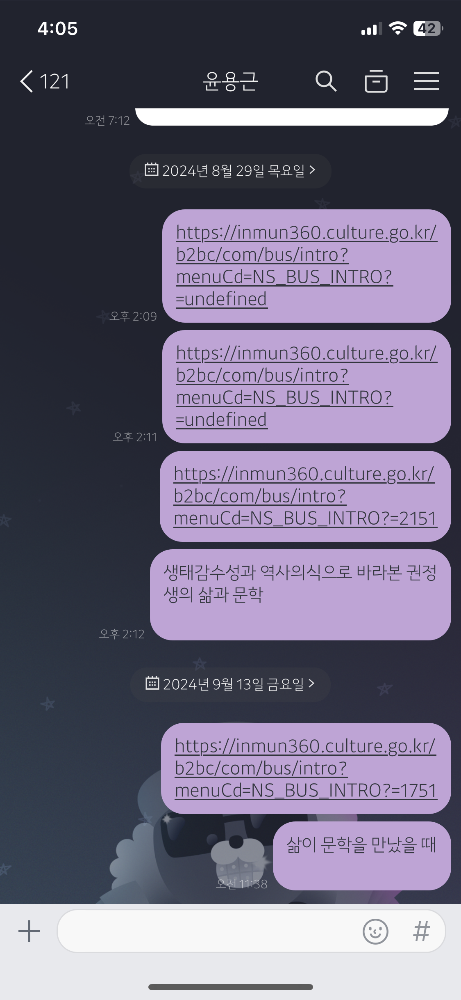 4:05
42
121
윤용근
오전 7:12
2024년 8월 29일 목요일
https://inmun360.culture.go.kr/
b2bc/com/bus/intro?
menuCd=NS_BUS_INTRO?
=undefined
오후 2:09
https://inmun360.culture.go.kr/
b2bc/com/bus/intro?
menuCd=NS_BUS_INTRO?
=undefined
오후 2:11
https://inmun360.culture.go.kr/
b2bc/com/bus/intro?
menuCd=NS_BUS_INTRO?=2151
생태감수성과 역사의식으로 바라본 권정
생의 삶과 문학
오후 2:12
2024년 9월 13일 금요일
https://inmun360.culture.go.kr/
b2bc/com/bus/intro?
menuCd=NS_BUS_INTRO?=1751
삶이 문학을 만났을 때
오전 11:38
#